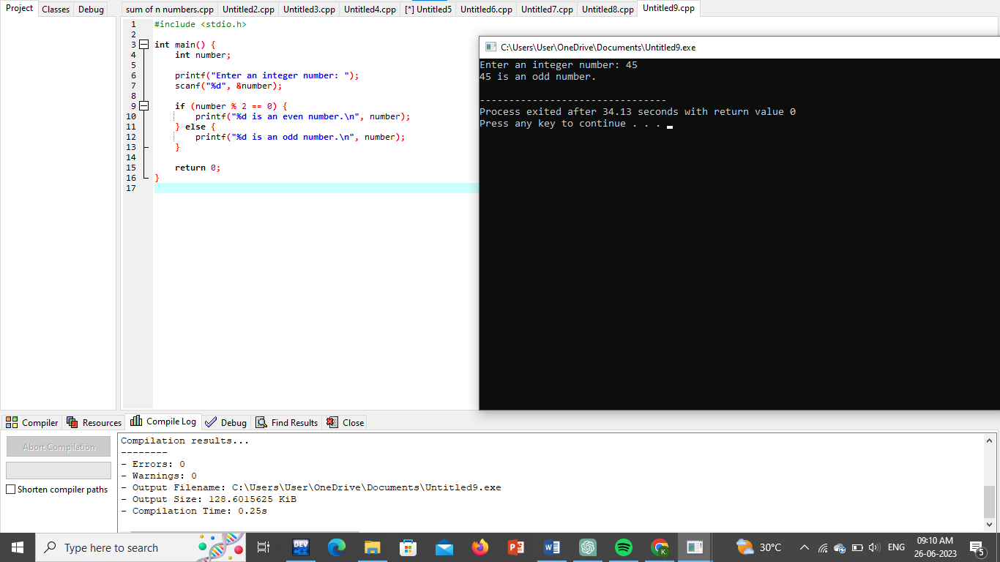 Project Classes Debug
sum of n numbers.cpp Untitled2.cpp Untitled3.cpp Untitled4.cpp [*] Untitled5 Untitled6.cpp Untitled7.cpp Untitled8.cpp Untitled9.cpp
1 #include <stdio.h>
2
3 int main() {
4 int number;
5
6 printf("Enter an integer number: ");
7 scanf("%d", &number);
8
9 if (number % 2 == 0) {
10 printf("%d is an even number.\n", number);
11 } else {
12 printf("%d is an odd number.\n", number);
13 }
14
15 return 0;
16 }
17
C:\Users\User\OneDrive\Documents\Untitled9.exe
Enter an integer number: 45
45 is an odd number.
--------------------------------
Process exited after 34.13 seconds with return value 0
Press any key to continue . . .
Compiler Resources Compile Log Debug Find Results Close
Abort Compilation
Shorten compiler paths
Compilation results...
--------
- Errors: 0
- Warnings: 0
- Output Filename: C:\Users\User\OneDrive\Documents\Untitled9.exe
- Output Size: 128.6015625 KiB
- Compilation Time: 0.25s
Type here to search
DEV
30°C
ENG
09:10 AM
26-06-2023
5